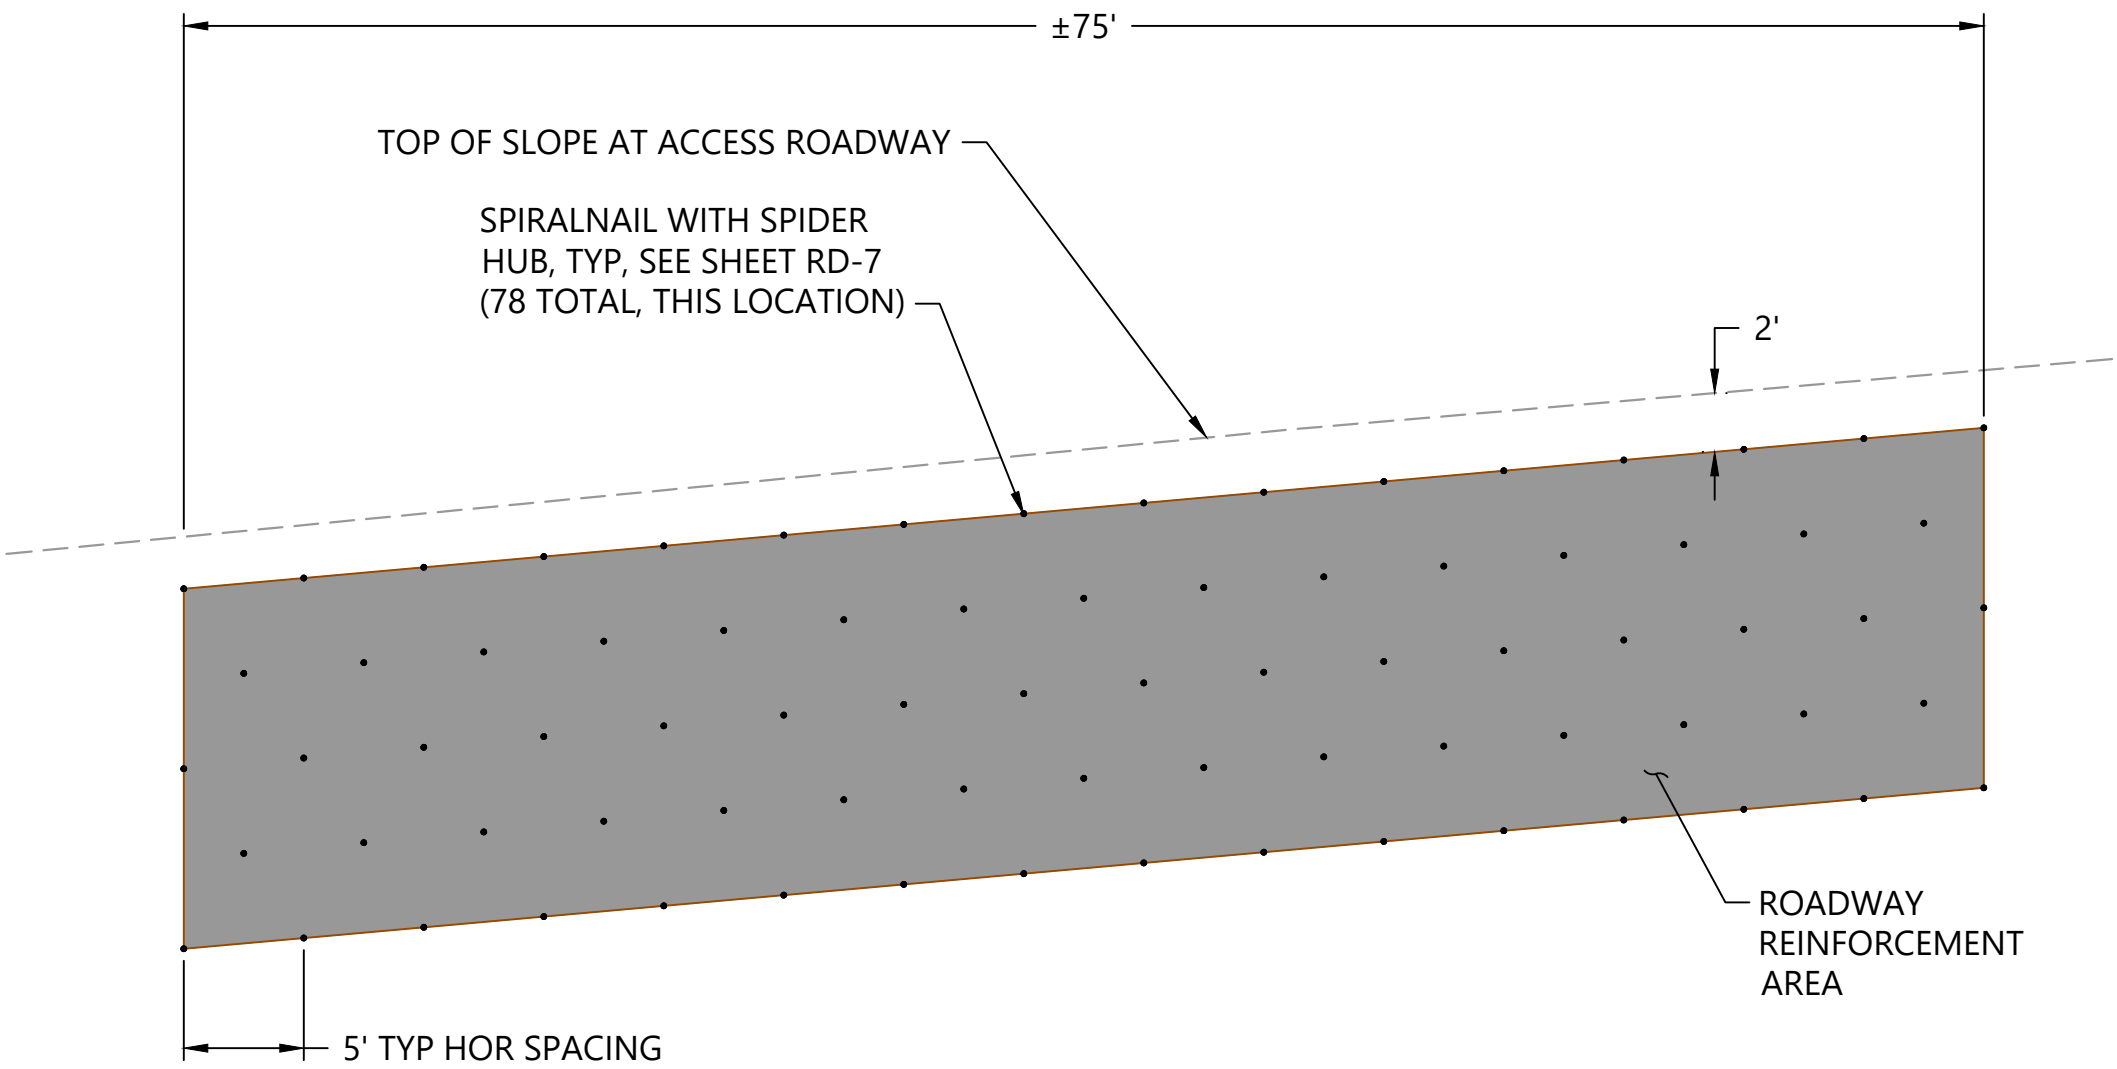 ±75'
TOP OF SLOPE AT ACCESS ROADWAY
SPIRALNAIL WITH SPIDER
HUB, TYP, SEE SHEET RD-7
(78 TOTAL, THIS LOCATION)
2'
ROADWAY
REINFORCEMENT
AREA
5' TYP HOR SPACING